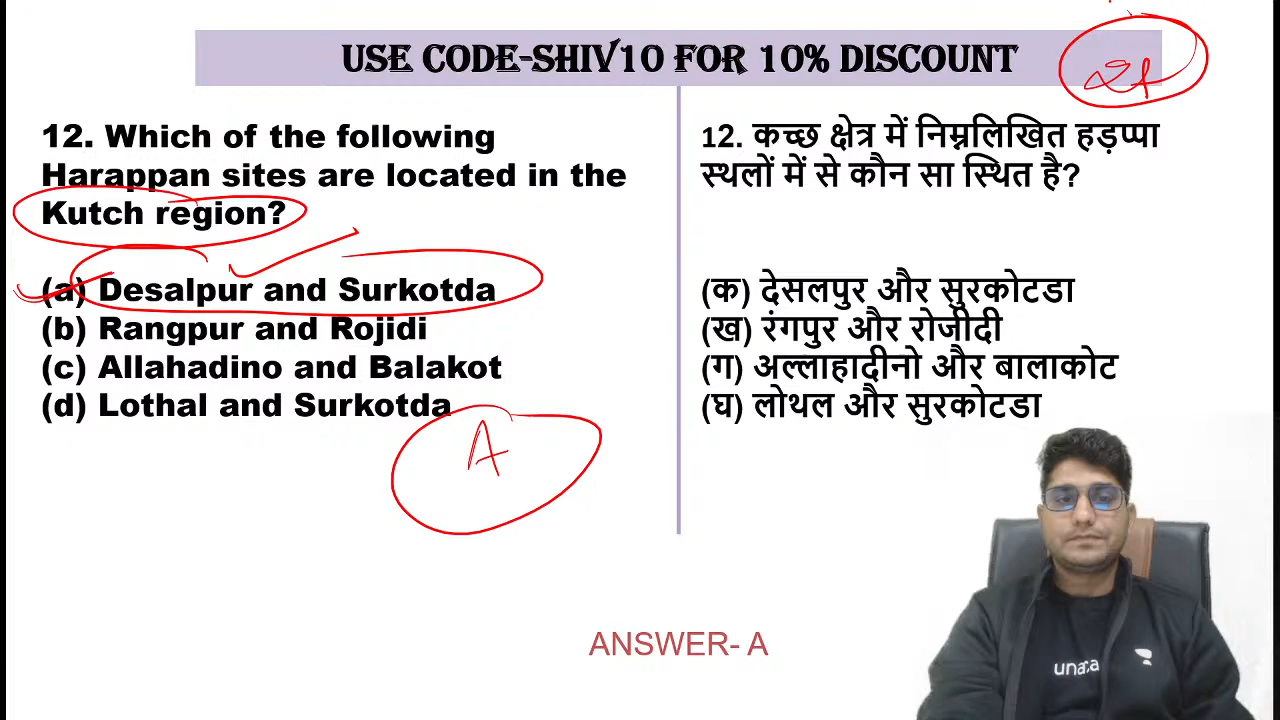 USE CODE-SHIV10 FOR 10% DISCOUNT
12. Which of the following
Harappan sites are located in the
Kutch region?
(a) Desalpur and Surkotda
(b) Rangpur and Rojidi
(c) Allahadino and Balakot
(d) Lothal and Surkotda
A
12. कच्छ क्षेत्र में निम्नलिखित हड़प्पा
स्थलों में से कौन सा स्थित है?
(क) देसलपुर और सुरकोटडा
(ख) रंगपुर और रोजीदी
(ग) अल्लाहादीनो और बालाकोट
(घ) लोथल और सुरकोटडा
ANSWER- A